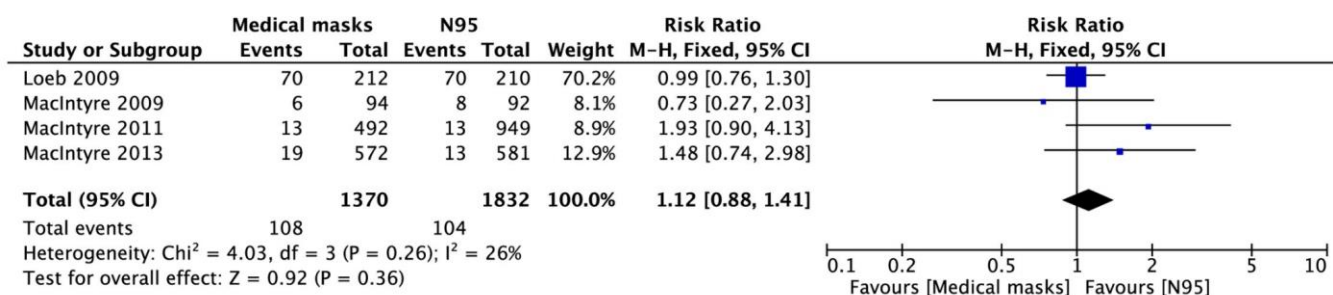 Medical masks N95 Risk Ratio Risk Ratio
Study or Subgroup Events Total Events Total Weight M-H, Fixed, 95% CI M-H, Fixed, 95% CI
Loeb 2009 70 212 70 210 70.2% 0.99 [0.76, 1.30]
MacIntyre 2009 6 94 8 92 8.1% 0.73 [0.27, 2.03]
MacIntyre 2011 13 492 13 949 8.9% 1.93 [0.90, 4.13]
MacIntyre 2013 19 572 13 581 12.9% 1.48 [0.74, 2.98]
Total (95% CI) 1370 1832 100.0% 1.12 [0.88, 1.41]
Total events 108 104
Heterogeneity: Chi² = 4.03, df = 3 (P = 0.26); I² = 26%
Test for overall effect: Z = 0.92 (P = 0.36)
0.1 0.2 0.5 1 2 5 10
Favours [Medical masks] Favours [N95]